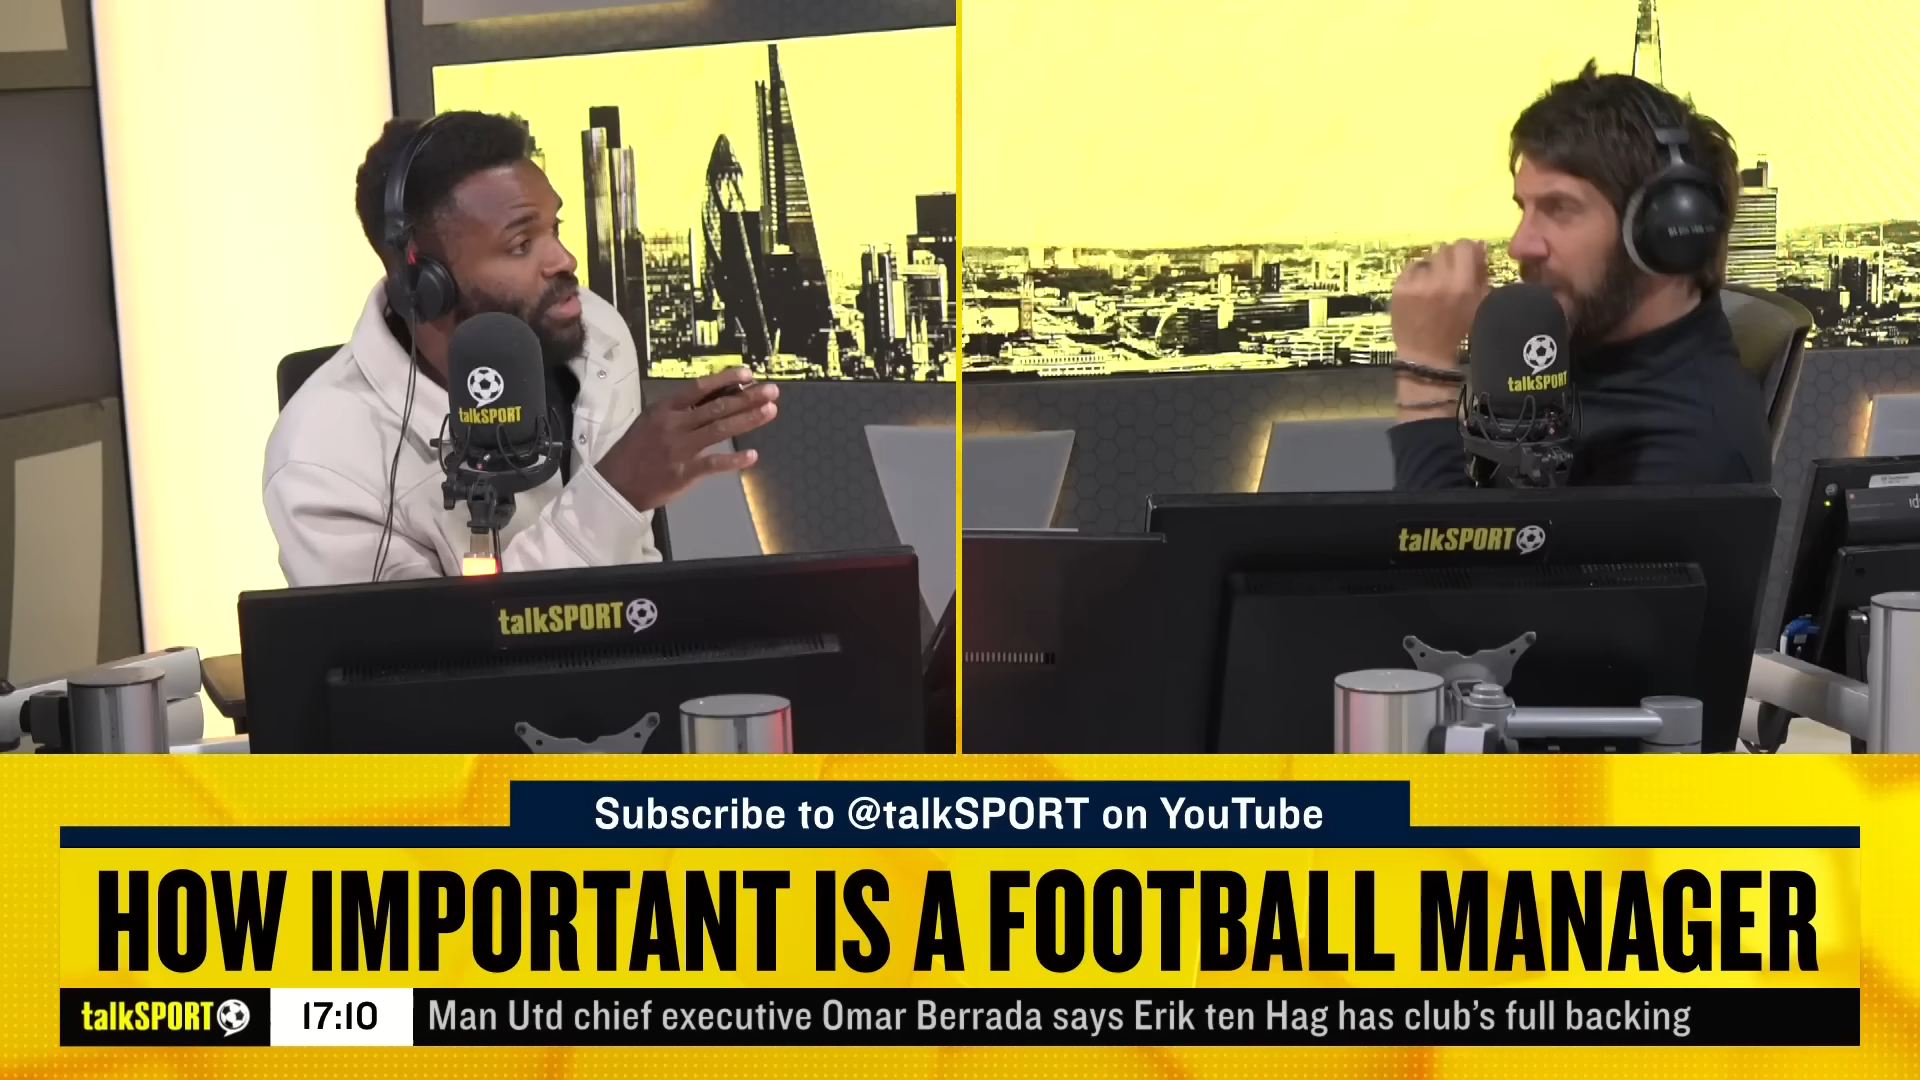 talkSPORT
talkSPORT
talkSPORT
talkSPORT
Subscribe to @talkSPORT on YouTube
HOW IMPORTANT IS A FOOTBALL MANAGER
talkSPORT
17:10
Man Utd chief executive Omar Berrada says Erik ten Hag has club's full backing